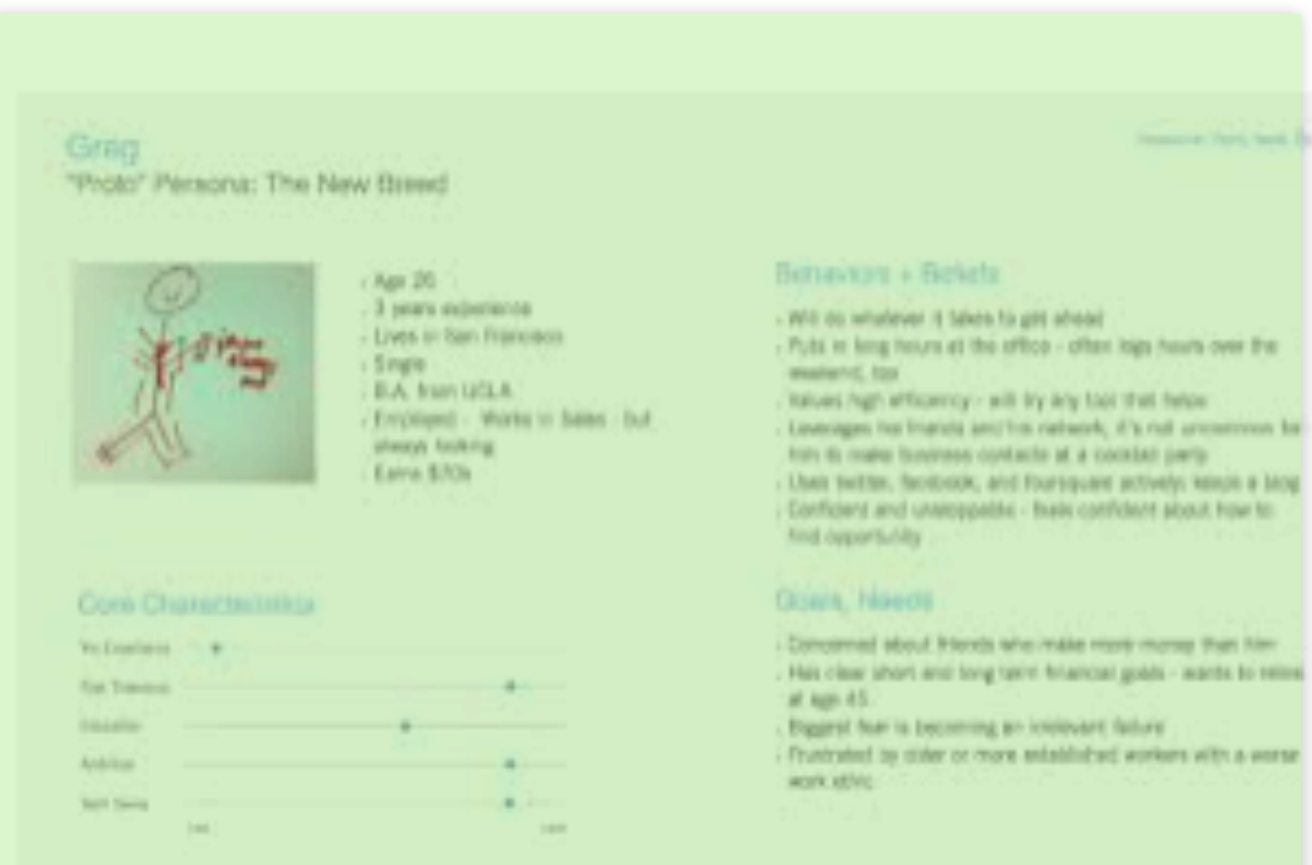 Greg
"Proto" Persona: The New Breed
Age 26
3 years experience
Lives in San Francisco
Single
B.A. from UCLA
Employed - Works in Sales - but
always looking
Earns $70k
Behaviors + Beliefs
Will do whatever it takes to get ahead
Puts in long hours at the office - often logs hours over the
weekend, too
Values high efficiency - will try any tool that helps
Leverages his friends and his network, it's not uncommon for
him to make business contacts at a cocktail party
Uses twitter, facebook, and foursquare actively; keeps a blog
Confident and unstoppable - feels confident about how to
find opportunity
Core Characteristics
Education
Ambition
Tech Savvy
Low
Goals, Needs
Concerned about friends who make more money than him
Has clear short and long term financial goals - wants to retire
at age 45
Biggest fear is becoming an irrelevant failure
Frustrated by older or more established workers with a worse
work ethic